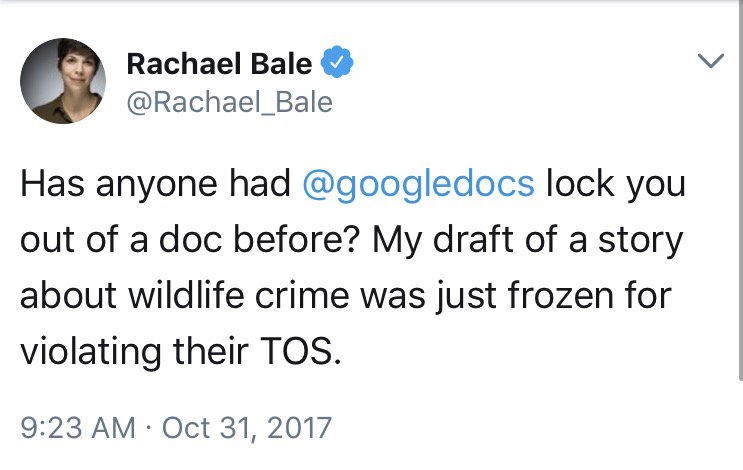 Rachael Bale
@Rachael_Bale
Has anyone had @googledocs lock you
out of a doc before? My draft of a story
about wildlife crime was just frozen for
violating their TOS.
9:23 AM · Oct 31, 2017